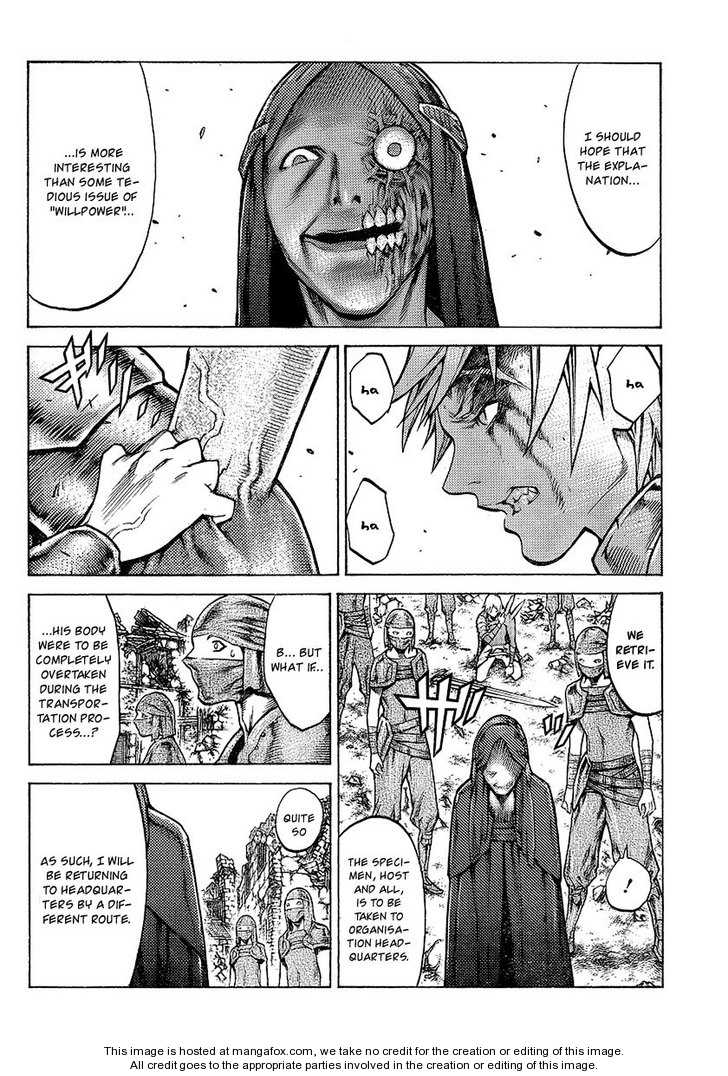 I SHOULD
HOPE THAT
THE EXPLA-
NATION...
...IS MORE
INTERESTING
THAN SOME TE-
DIOUS ISSUE OF
"WILLPOWER"...
ha
ha
ha
WE
RETRI-
EVE IT.
!
THE SPECI-
MEN, HOST
AND ALL,
IS TO BE
TAKEN TO
ORGANISA-
TION HEAD-
QUARTERS.
B... BUT
WHAT IF...
...HIS BODY
WERE TO BE
COMPLETELY
OVERTAKEN
DURING THE
TRANSPOR-
TATION PRO-
CESS...?
QUITE
SO
AS SUCH, I WILL
BE RETURNING
TO HEADQUAR-
TERS BY A DIF-
FERENT ROUTE.
This image is hosted at mangafox.com, we take no credit for the creation or editing of this image.
All credit goes to the appropriate parties involved in the creation or editing of this image.